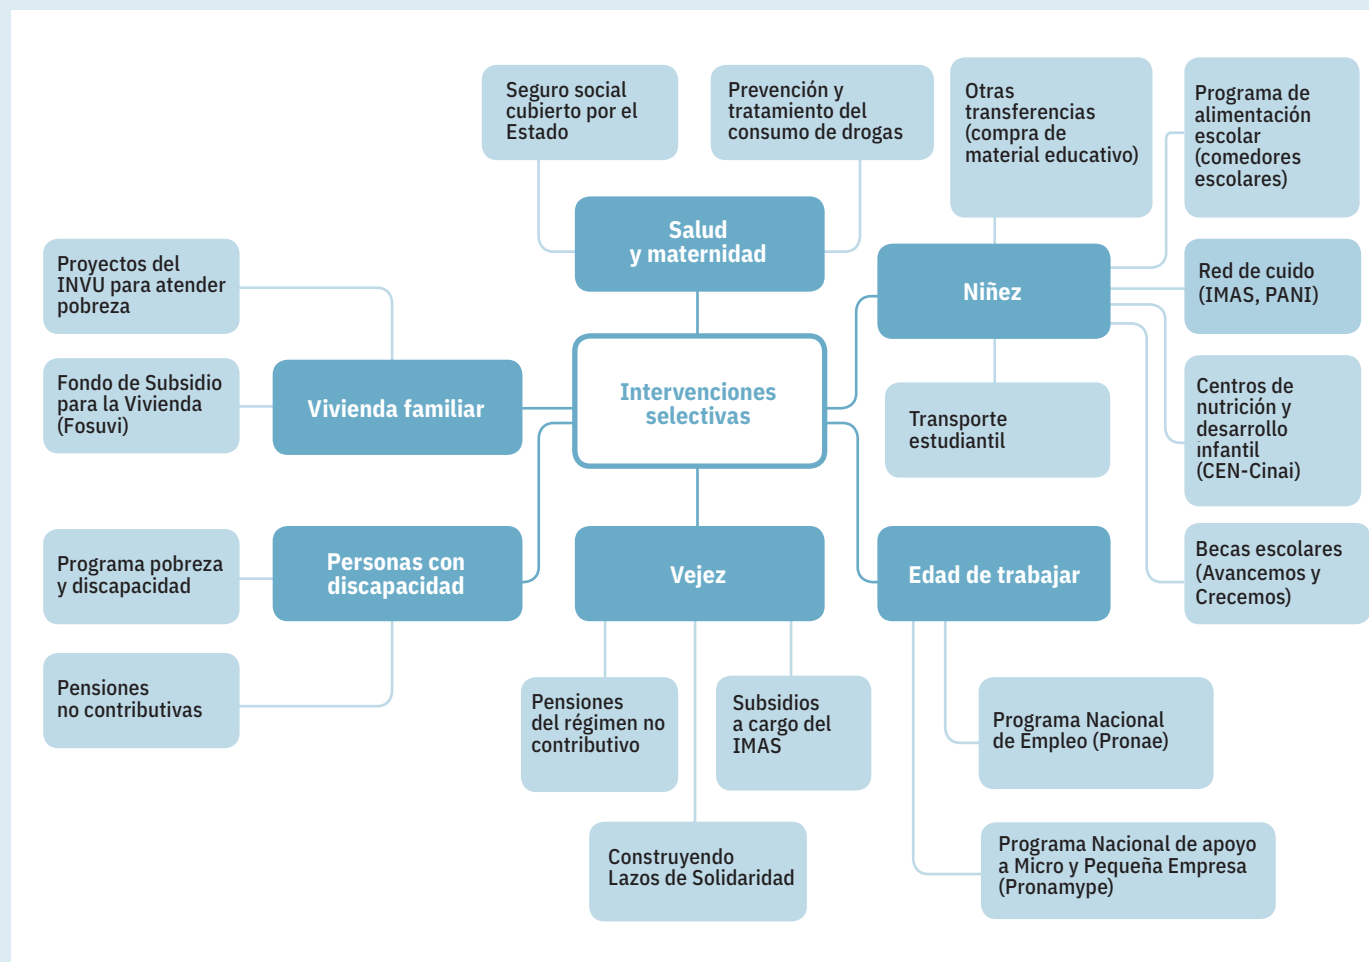 Seguro social
cubierto por el
Estado
Prevención y
tratamiento del
consumo de drogas
Otras
transferencias
(compra de
material educativo)
Programa de
alimentación
escolar
(comedores
escolares)
Salud
y maternidad
Proyectos del
INVU para atender
pobreza
Niñez
Red de cuido
(IMAS, PANI)
Fondo de Subsidio
para la Vivienda
(Fosuvi)
Vivienda familiar
Intervenciones
selectivas
Transporte
estudiantil
Centros de
nutrición y
desarrollo
infantil
(CEN-Cinai)
Programa pobreza
y discapacidad
Personas con
discapacidad
Vejez
Edad de trabajar
Becas escolares
(Avancemos y
Crecemos)
Pensiones
no contributivas
Pensiones
del régimen no
contributivo
Subsidios
a cargo del
IMAS
Programa Nacional
de Empleo (Pronae)
Construyendo
Lazos de Solidaridad
Programa Nacional de apoyo
a Micro y Pequeña Empresa
(Pronamype)